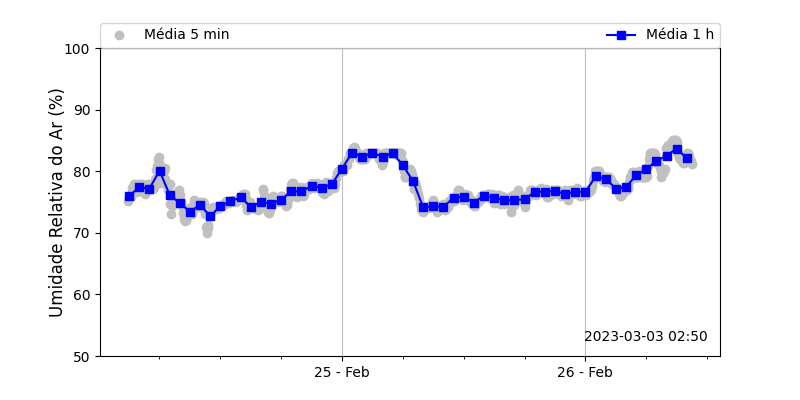 Média 5 min
Média 1 h
100
90
80
70
60
50
Umidade Relativa do Ar (%)
2023-03-03 02:50
25 - Feb
26 - Feb